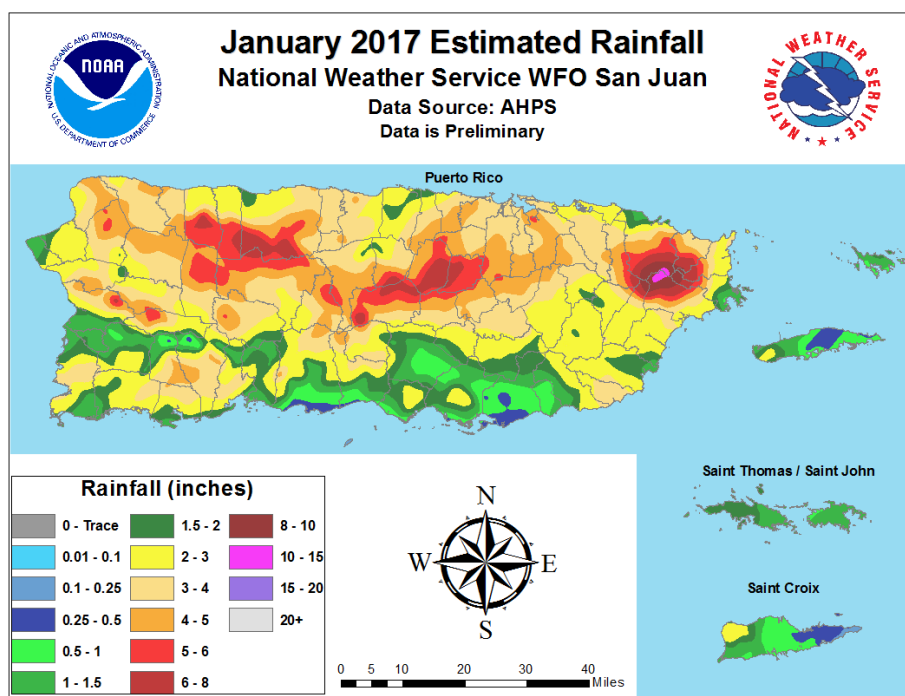 January 2017 Estimated Rainfall
National Weather Service WFO San Juan
Data Source: AHPS
Data is Preliminary
NATIONAL OCEANIC AND ATMOSPHERIC ADMINISTRATION
NOAA
U.S. DEPARTMENT OF COMMERCE
NATIONAL WEATHER SERVICE
Puerto Rico
Saint Thomas / Saint John
Saint Croix
Rainfall (inches)
0 - Trace
0.01 - 0.1
0.1 - 0.25
0.25 - 0.5
0.5 - 1
1 - 1.5
1.5 - 2
2 - 3
3 - 4
4 - 5
5 - 6
6 - 8
8 - 10
10 - 15
15 - 20
20+
N
W E
S
0 5 10 20 30 40
Miles